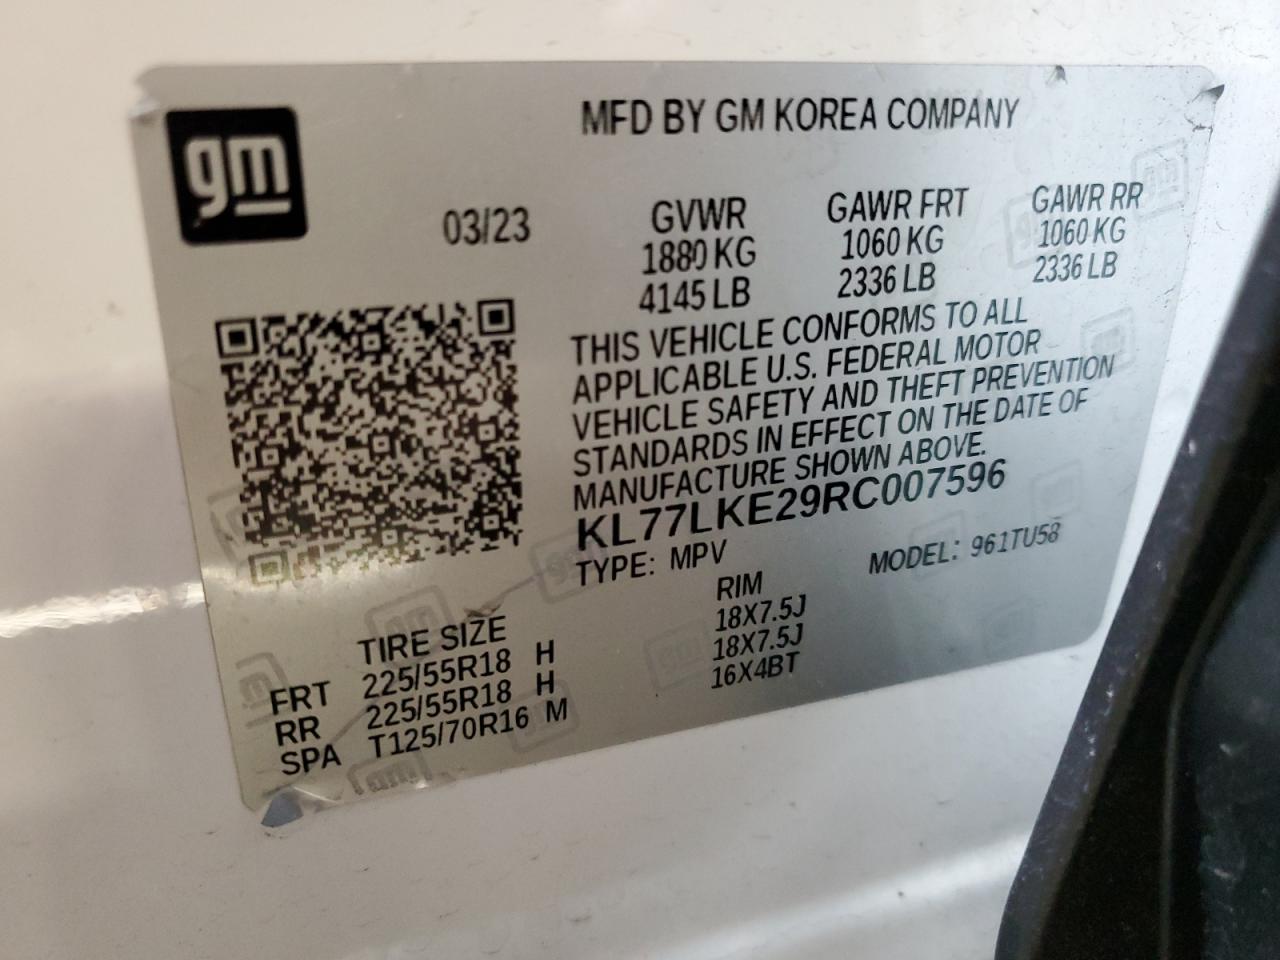 gm
MFD BY GM KOREA COMPANY
03/23
GVWR GAWR FRT GAWR RR
1880 KG 1060 KG 1060 KG
4145 LB 2336 LB 2336 LB
THIS VEHICLE CONFORMS TO ALL
APPLICABLE U.S. FEDERAL MOTOR
VEHICLE SAFETY AND THEFT PREVENTION
STANDARDS IN EFFECT ON THE DATE OF
MANUFACTURE SHOWN ABOVE.
KL77LKE29RC007596
TYPE: MPV MODEL: 961TU58
TIRE SIZE RIM
FRT 225/55R18 H 18X7.5J
RR 225/55R18 H 18X7.5J
SPA T125/70R16 M 16X4BT